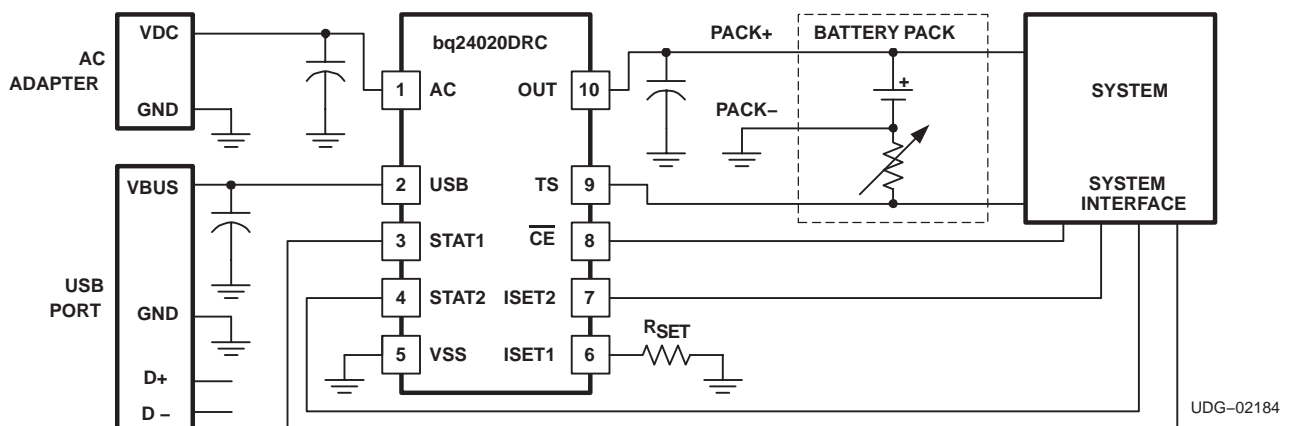 AC
ADAPTER
VDC
GND
bq24020DRC
1 AC
OUT 10
2 USB
TS 9
3 STAT1
CE 8
4 STAT2
ISET2 7
5 VSS
ISET1 6
RSET
PACK+
PACK–
BATTERY PACK
+
SYSTEM
SYSTEM
INTERFACE
USB
PORT
VBUS
GND
D+
D –
UDG–02184